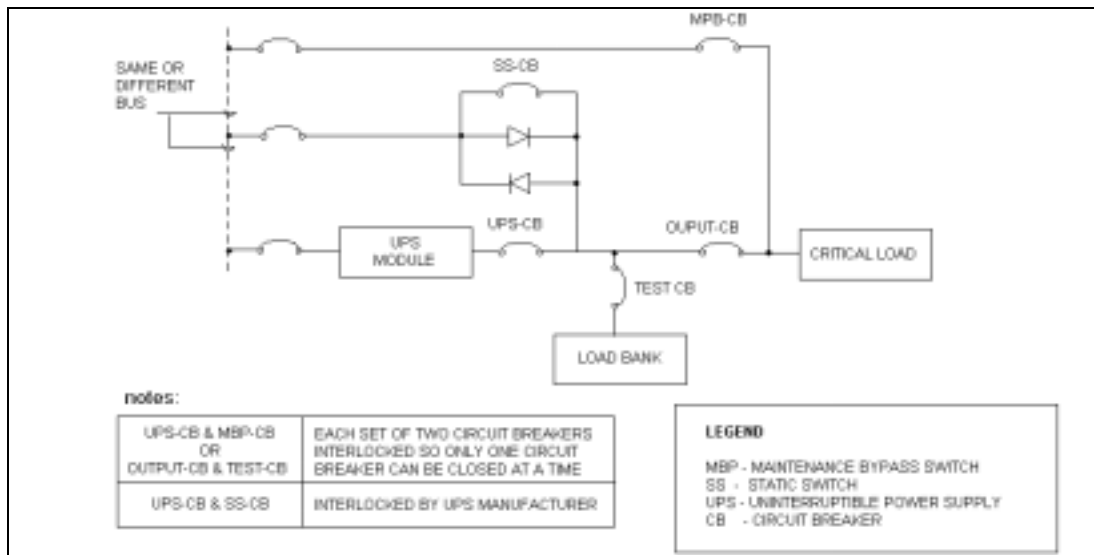 MPB-CB
SAME OR
DIFFERENT
BUS
SS-CB
UPS-CB
OUPUT-CB
UPS
MODULE
CRITICAL LOAD
TEST CB
LOAD BANK
notes:
UPS-CB & MBP-CB
OR
OUTPUT-CB & TEST-CB
EACH SET OF TWO CIRCUIT BREAKERS
INTERLOCKED SO ONLY ONE CIRCUIT
BREAKER CAN BE CLOSED AT A TIME
UPS-CB & SS-CB
INTERLOCKED BY UPS MANUFACTURER
LEGEND
MBP - MAINTENANCE BYPASS SWITCH
SS - STATIC SWITCH
UPS - UNINTERRUPTIBLE POWER SUPPLY
CB - CIRCUIT BREAKER